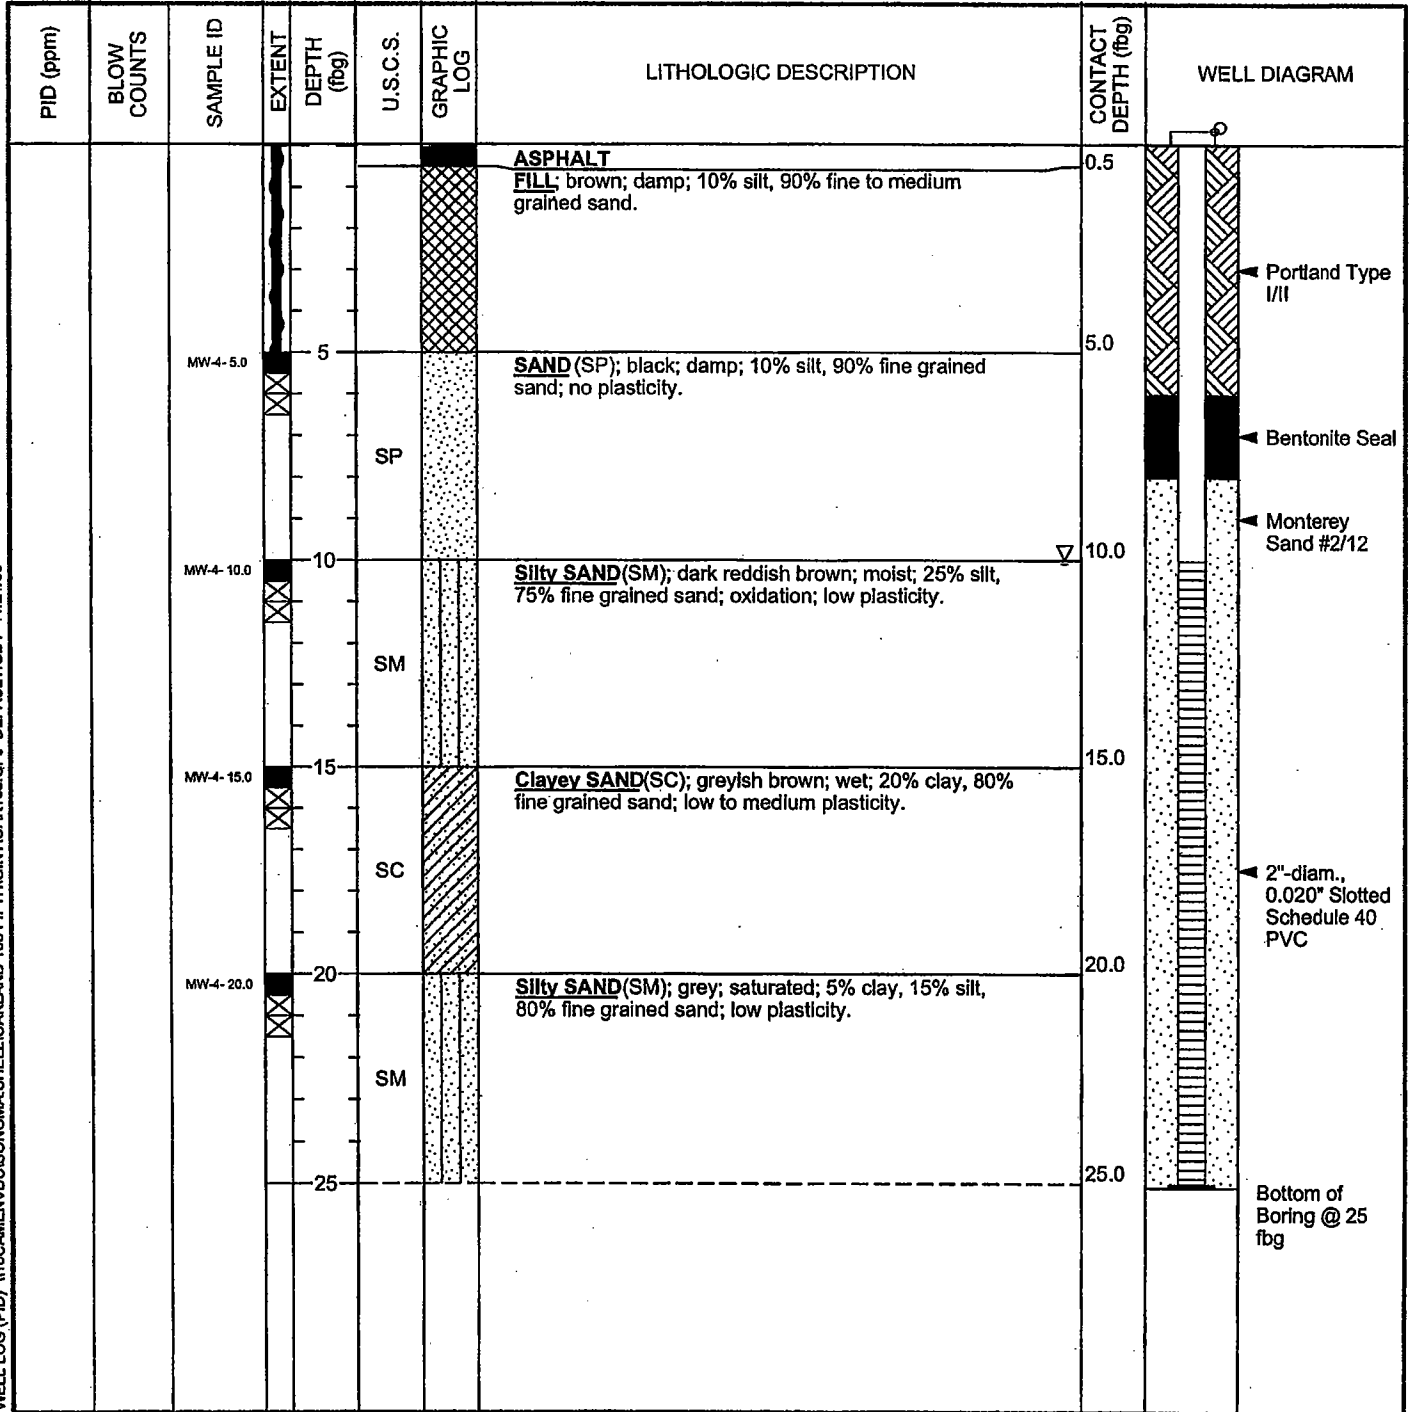 PID (ppm)
BLOW
COUNTS
SAMPLE ID
EXTENT
DEPTH
(fbg)
U.S.C.S.
GRAPHIC
LOG
LITHOLOGIC DESCRIPTION
CONTACT
DEPTH (fbg)
WELL DIAGRAM
ASPHALT
0.5
FILL; brown; damp; 10% silt, 90% fine to medium
grained sand.
Portland Type
I/II
MW-4- 5.0
5
5.0
SAND (SP); black; damp; 10% silt, 90% fine grained
sand; no plasticity.
SP
Bentonite Seal
Monterey
Sand #2/12
MW-4- 10.0
10
10.0
Silty SAND(SM); dark reddish brown; moist; 25% silt,
75% fine grained sand; oxidation; low plasticity.
SM
MW-4- 15.0
15
15.0
Clayey SAND(SC); greyish brown; wet; 20% clay, 80%
fine grained sand; low to medium plasticity.
SC
2"-diam.,
0.020" Slotted
Schedule 40
PVC
MW-4- 20.0
20
20.0
Silty SAND(SM); grey; saturated; 5% clay, 15% silt,
80% fine grained sand; low plasticity.
SM
25
25.0
Bottom of
Boring @ 25
fbg
WELL LOG (PID)